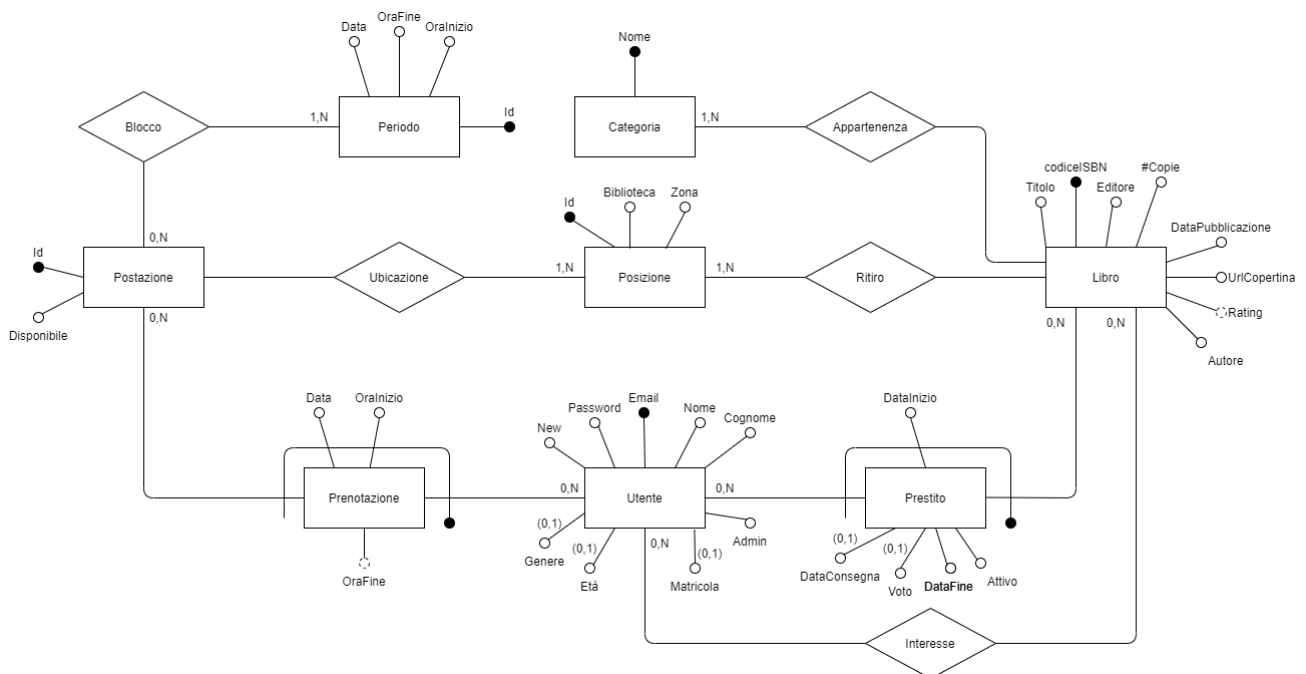 OraFine
Data
OraInizio
Nome
Blocco
1,N
Periodo
Id
Categoria
1,N
Appartenenza
codiceISBN
#Copie
Titolo
Editore
DataPubblicazione
UrlCopertina
Rating
Autore
0,N
Id
Biblioteca
Zona
Id
Postazione
Disponibile
0,N
Ubicazione
1,N
Posizione
1,N
Ritiro
Libro
0,N
0,N
Data
OraInizio
Prenotazione
OraFine
Email
Password
Nome
New
Cognome
0,N
Utente
0,N
(0,1)
Genere
(0,1)
Età
0,N
(0,1)
Matricola
Admin
DataInizio
Prestito
(0,1)
DataConsegna
(0,1)
Voto
DataFine
Attivo
Interesse